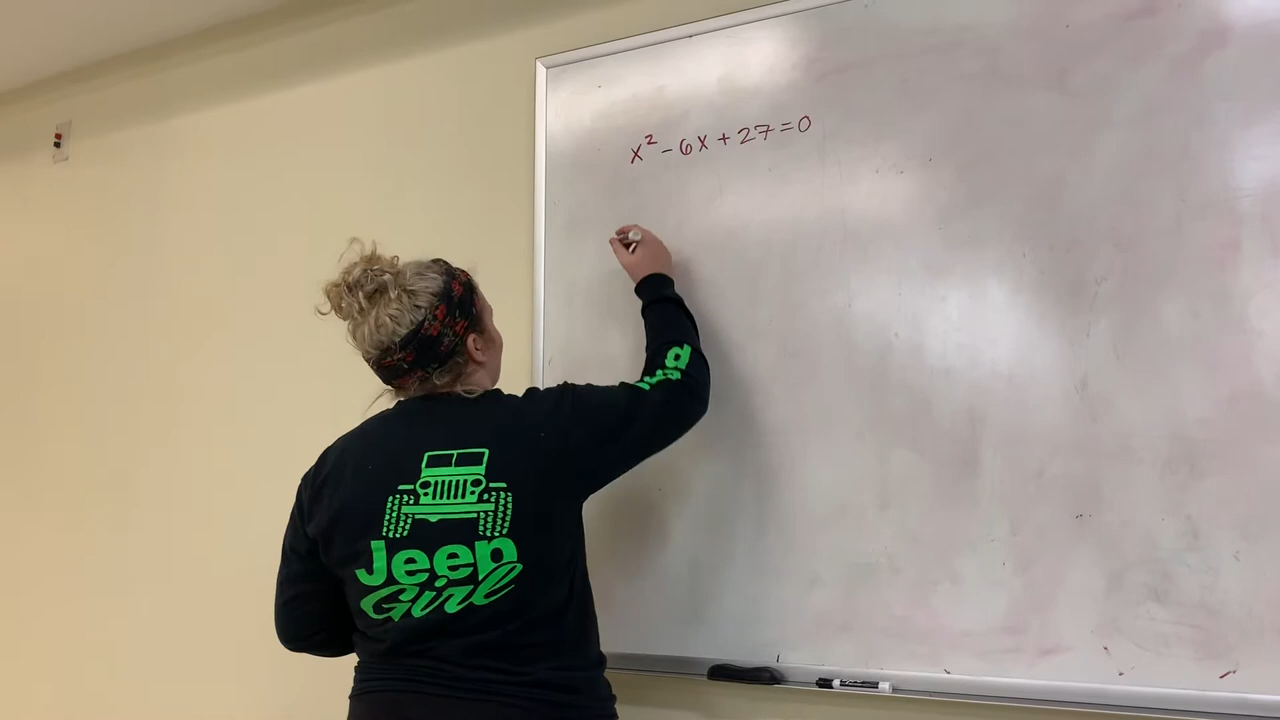 x² - 6x + 27 = 0
Jeep
Girl